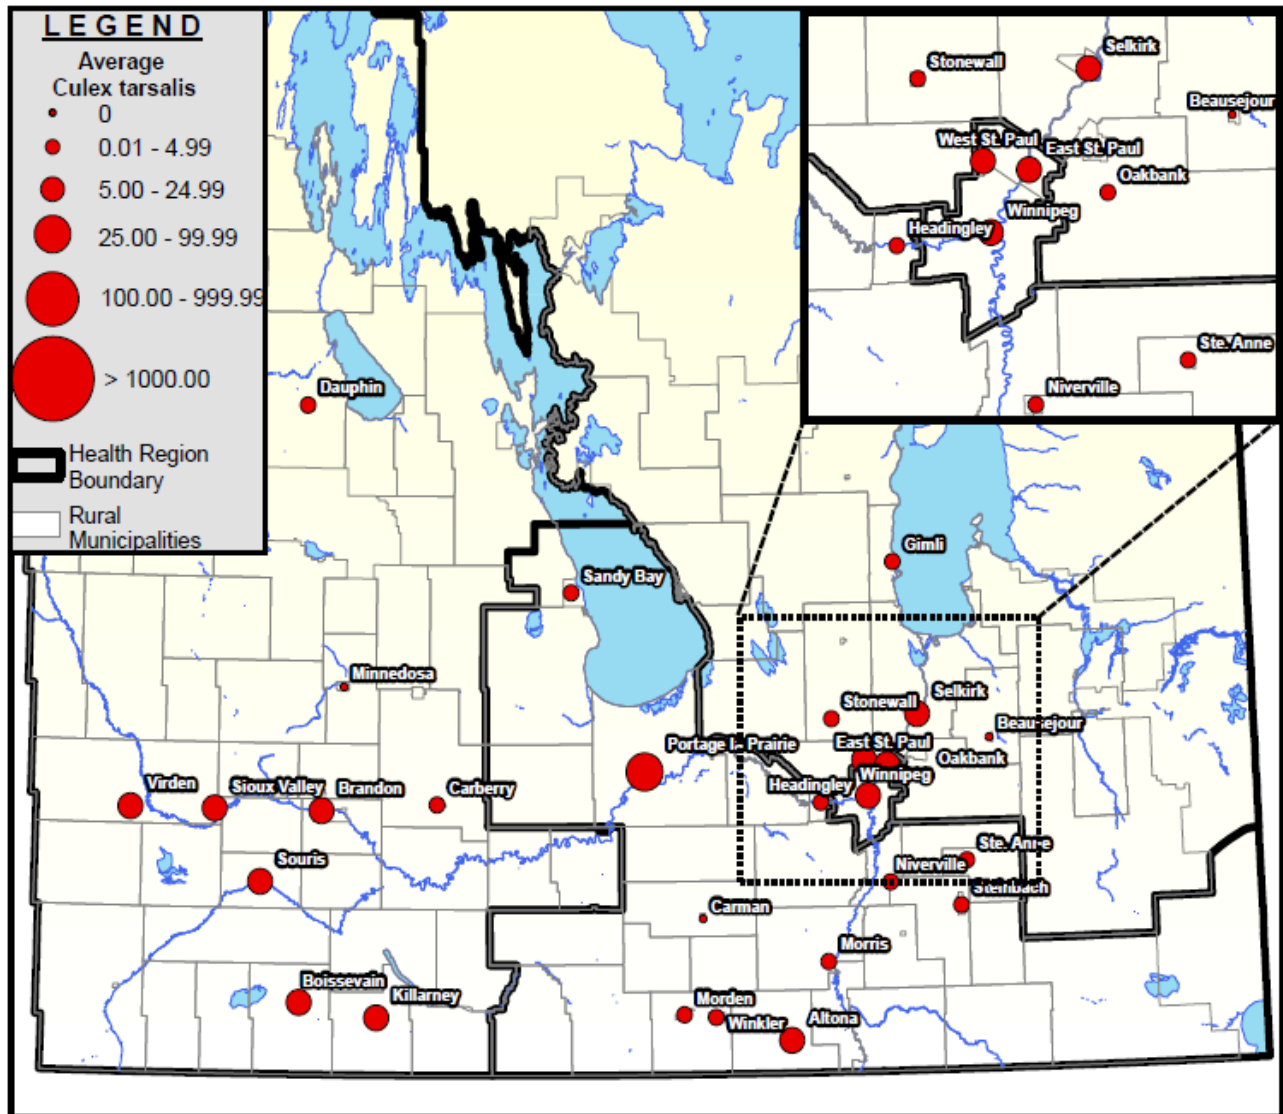 LEGEND
Average
Culex tarsalis
0
0.01 - 4.99
5.00 - 24.99
25.00 - 99.99
100.00 - 999.99
> 1000.00
Health Region
Boundary
Rural
Municipalities
Stonewall
Selkirk
Beausejour
West St. Paul
East St. Paul
Oakbank
Winnipeg
Headingley
Ste. Anne
Niverville
Dauphin
Gimli
Sandy Bay
Minnedosa
Stonewall
Selkirk
Beausejour
Portage la Prairie
East St. Paul
Oakbank
Winnipeg
Headingley
Virden
Sioux Valley
Brandon
Carberry
Souris
Ste. Anne
Niverville
Steinbach
Carman
Morris
Boissevain
Killarney
Morden
Winkler
Altona